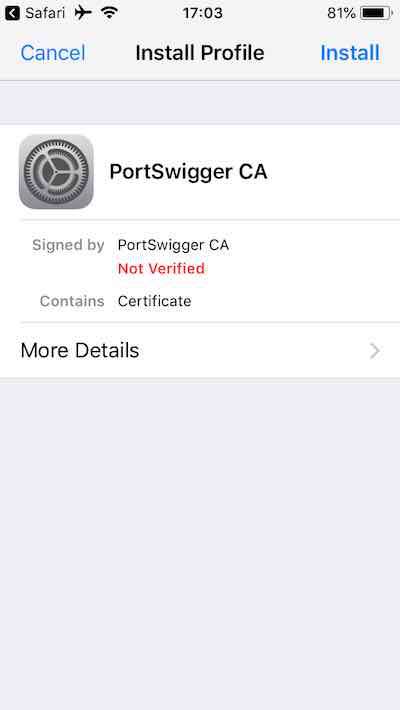 Safari 17:03 81%
Cancel Install Profile Install
PortSwigger CA
Signed by PortSwigger CA
Not Verified
Contains Certificate
More Details